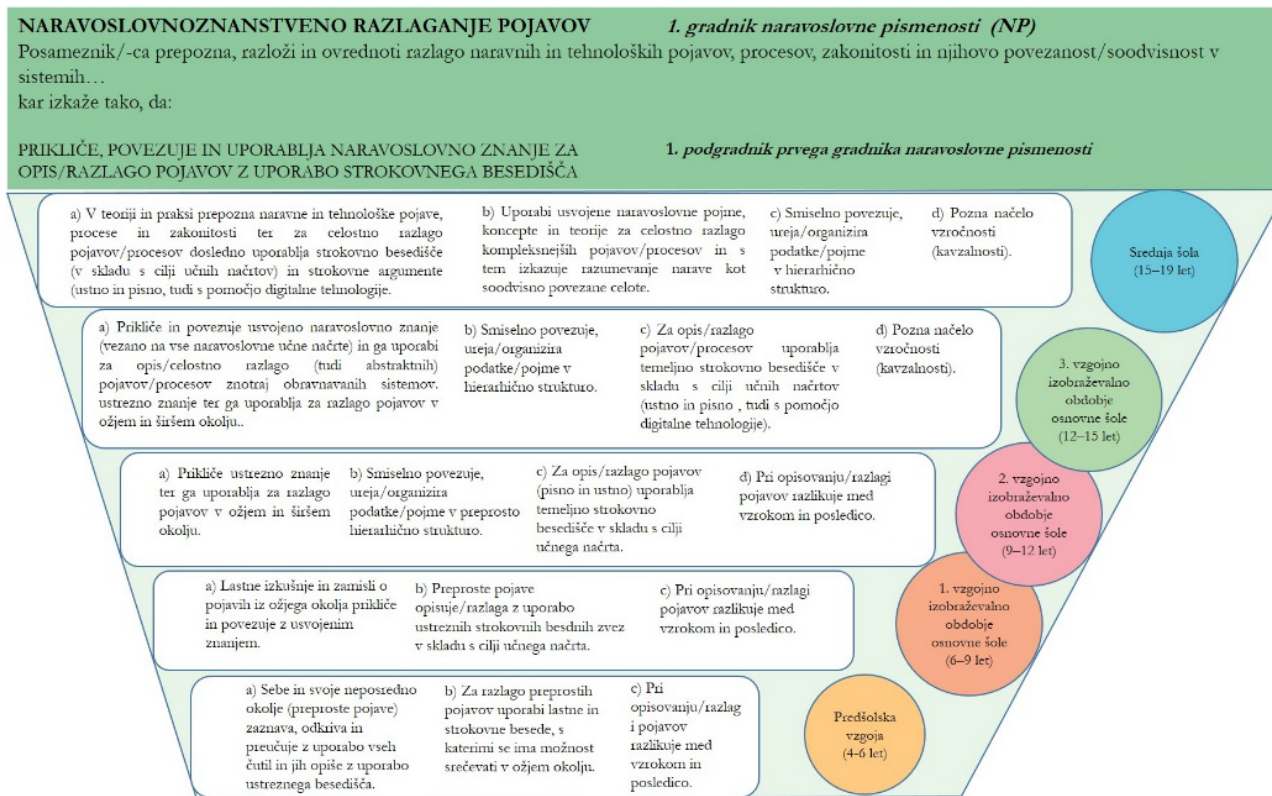 NARAVOSLOVNOZNANSTVENO RAZLAGANJE POJAVOV 1. gradnik naravoslovne pismenosti (NP)
Posameznik/-ca prepozna, razloži in ovrednoti razlago naravnih in tehnoloških pojavov, procesov, zakonitosti in njihovo povezanost/soodvisnost v
sistemih…
kar izkaže tako, da:
PRIKLIČE, POVEZUJE IN UPORABLJA NARAVOSLOVNO ZNANJE ZA
OPIS/RAZLAGO POJAVOV Z UPORABO STROKOVNEGA BESEDIŠČA
1. podgradnik prvega gradnika naravoslovne pismenosti
a) V teoriji in praksi prepozna naravne in tehnološke pojave,
procese in zakonitosti ter za celostno razlago
pojavov/procesov dosledno uporablja strokovno besedišče
(v skladu s cilji učnih načrtov) in strokovne argumente
(ustno in pisno, tudi s pomočjo digitalne tehnologije.
b) Uporabi usvojene naravoslovne pojme,
koncepte in teorije za celostno razlago
kompleksnejših pojavov/procesov in s
tem izkazuje razumevanje narave kot
soodvisno povezane celote.
c) Smiselno povezuje,
ureja/organizira
podatke/pojme
v hierarhično
strukturo.
d) Pozna načelo
vzročnosti
(kavzalnosti).
Srednja šola
(15–19 let)
a) Prikliče in povezuje usvojeno naravoslovno znanje
(vezano na vse naravoslovne učne načrte) in ga uporabi
za opis/celostno razlago (tudi abstraktnih)
pojavov/procesov znotraj obravnavanih sistemov.
ustrezno znanje ter ga uporablja za razlago pojavov v
ožjem in širšem okolju..
b) Smiselno povezuje,
ureja/organizira
podatke/pojme v
hierarhično strukturo.
c) Za opis/razlago
pojavov/procesov uporablja
temeljno strokovno besedišče v
skladu s cilji učnih načrtov
(ustno in pisno , tudi s pomočjo
digitalne tehnologije).
d) Pozna načelo
vzročnosti
(kavzalnosti).
3. vzgojno
izobraževalno
obdobje
osnovne šole
(12–15 let)
a) Prikliče ustrezno znanje
ter ga uporablja za razlago
pojavov v ožjem in širšem
okolju.
b) Smiselno povezuje,
ureja/organizira
podatke/pojme v preprosto
hierarhično strukturo.
c) Za opis/razlago pojavov
(pisno in ustno) uporablja
temeljno strokovno
besedišče v skladu s cilji
učnega načrta.
d) Pri opisovanju/razlagi
pojavov razlikuje med
vzrokom in posledico.
2. vzgojno
izobraževalno
obdobje
osnovne šole
(9–12 let)
a) Lastne izkušnje in zamisli o
pojavih iz ožjega okolja prikliče
in povezuje z usvojenim
znanjem.
b) Preproste pojave
opisuje/razlaga z uporabo
ustreznih strokovnih besdnih zvez
v skladu s cilji učnega načrta.
c) Pri opisovanju/razlagi
pojavov razlikuje med
vzrokom in posledico.
1. vzgojno
izobraževalno
obdobje
osnovne šole
(6–9 let)
a) Sebe in svoje neposredno
okolje (preproste pojave)
zaznava, odkriva in
preučuje z uporabo vseh
čutil in jih opiše z uporabo
ustreznega besedišča.
b) Za razlago preprostih
pojavov uporabi lastne in
strokovne besede, s
katerimi se ima možnost
srečevati v ožjem okolju.
c) Pri
opisovanju/razlag
i pojavov
razlikuje med
vzrokom in
posledico.
Predšolska
vzgoja
(4-6 let)